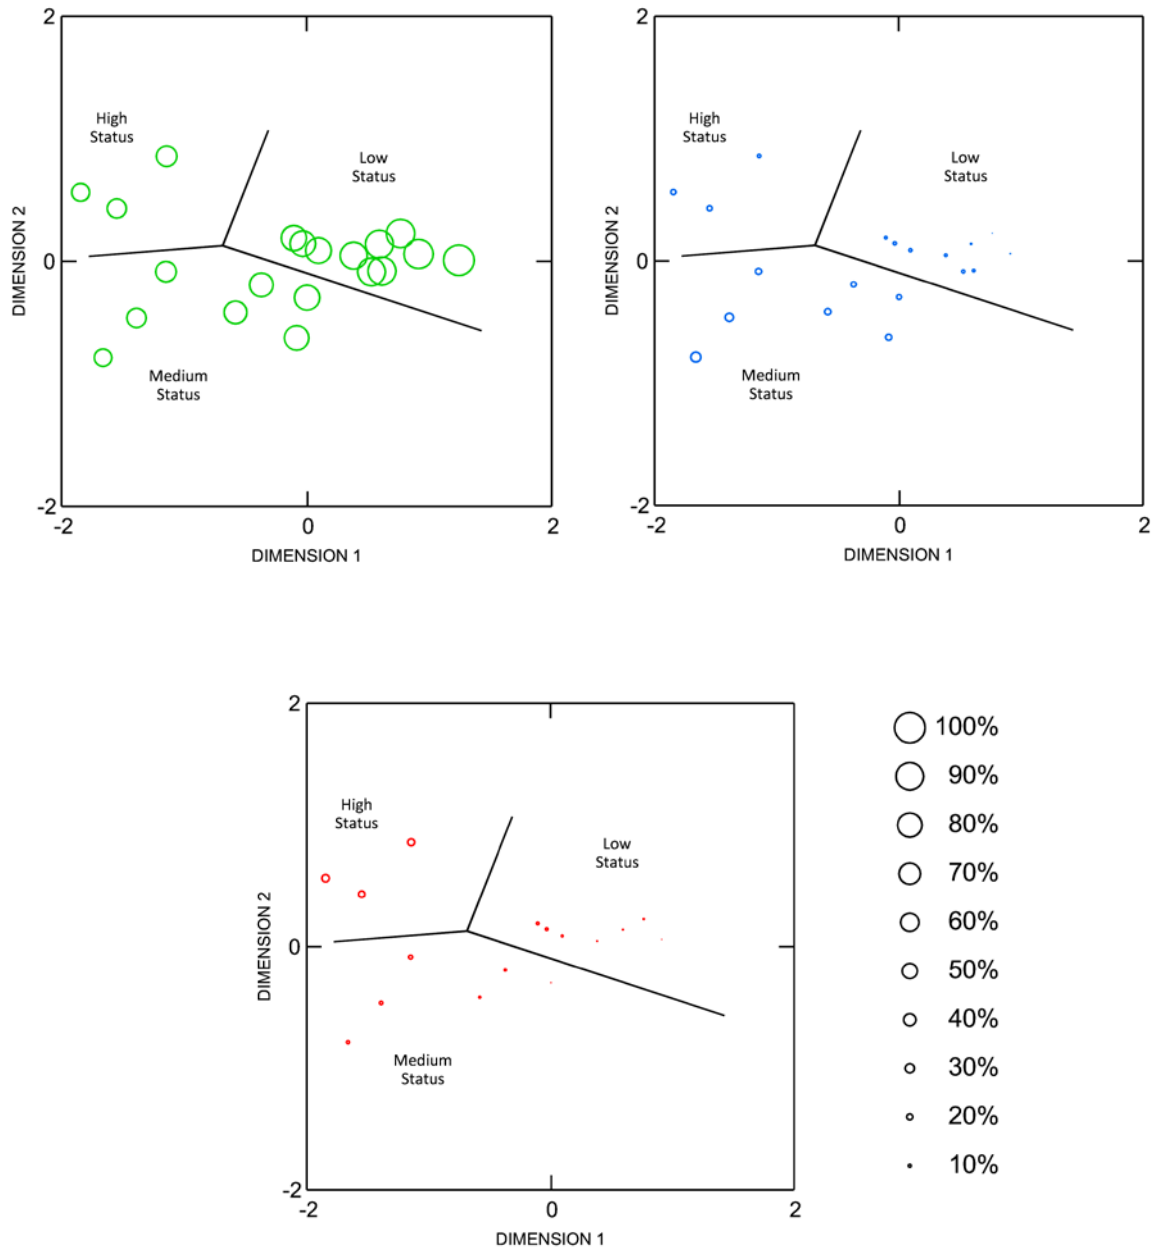 2
High
Status
Low
Status
DIMENSION 2
0
Medium
Status
-2
-2
0
2
DIMENSION 1
2
High
Status
Low
Status
DIMENSION 2
0
Medium
Status
-2
-2
0
2
DIMENSION 1
2
High
Status
Low
Status
DIMENSION 2
0
Medium
Status
-2
-2
0
2
DIMENSION 1
100%
90%
80%
70%
60%
50%
40%
30%
20%
10%